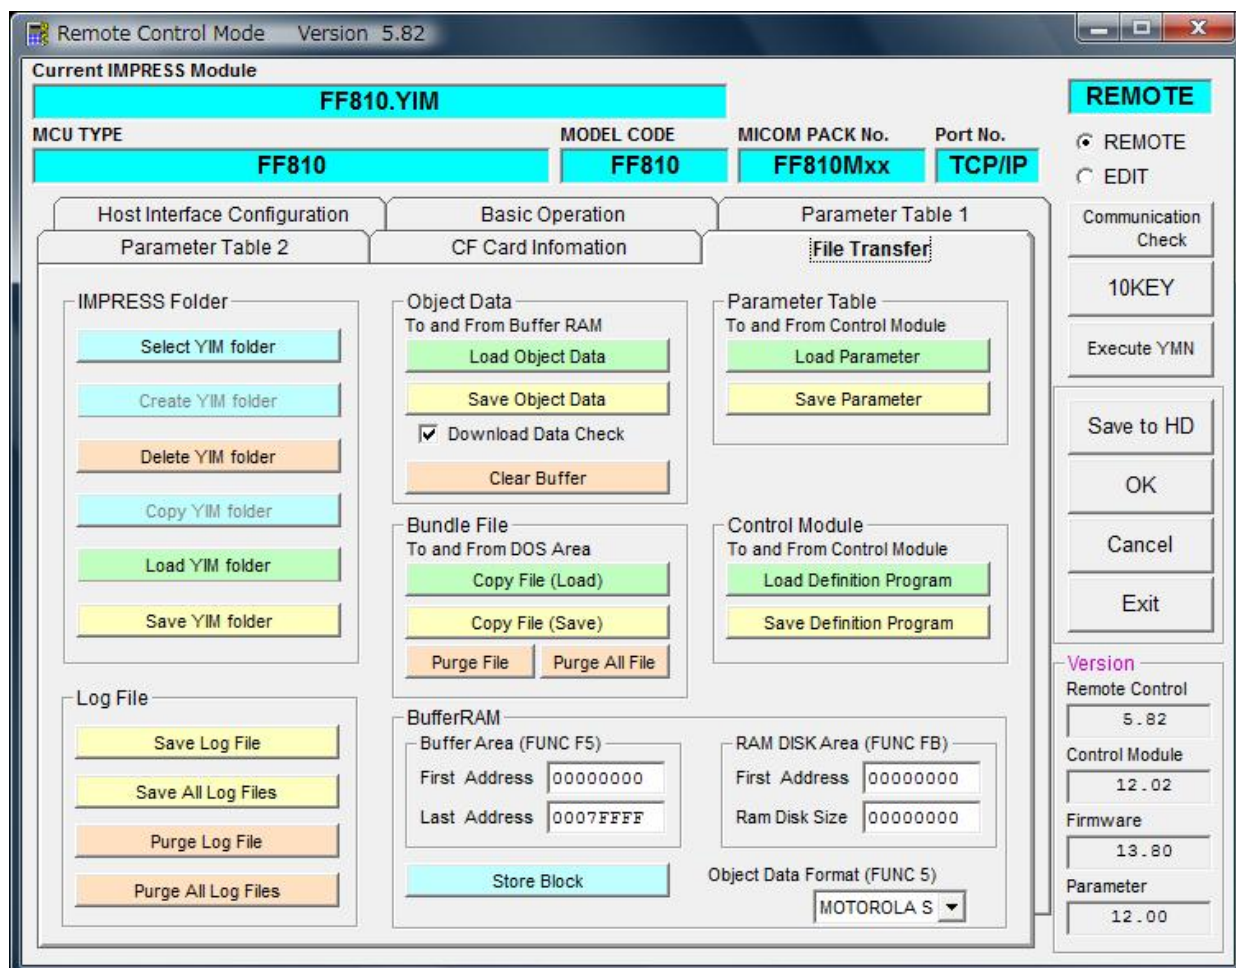 Remote Control Mode Version 5.82
X
Current IMPRESS Module
FF810.YIM
REMOTE
MCU TYPE
MODEL CODE
MICOM PACK No.
Port No.
FF810
FF810
FF810Mxx
TCP/IP
REMOTE
EDIT
Host Interface Configuration
Basic Operation
Parameter Table 1
Parameter Table 2
CF Card Infomation
File Transfer
IMPRESS Folder
Select YIM folder
Create YIM folder
Delete YIM folder
Copy YIM folder
Load YIM folder
Save YIM folder
Log File
Save Log File
Save All Log Files
Purge Log File
Purge All Log Files
Object Data
To and From Buffer RAM
Load Object Data
Save Object Data
Download Data Check
Clear Buffer
Bundle File
To and From DOS Area
Copy File (Load)
Copy File (Save)
Purge File
Purge All File
Parameter Table
To and From Control Module
Load Parameter
Save Parameter
Control Module
To and From Control Module
Load Definition Program
Save Definition Program
BufferRAM
Buffer Area (FUNC F5)
First Address 00000000
Last Address 0007FFFF
Store Block
RAM DISK Area (FUNC FB)
First Address 00000000
Ram Disk Size 00000000
Object Data Format (FUNC 5)
MOTOROLA S
Communication
Check
10KEY
Execute YMN
Save to HD
OK
Cancel
Exit
Version
Remote Control
5.82
Control Module
12.02
Firmware
13.80
Parameter
12.00